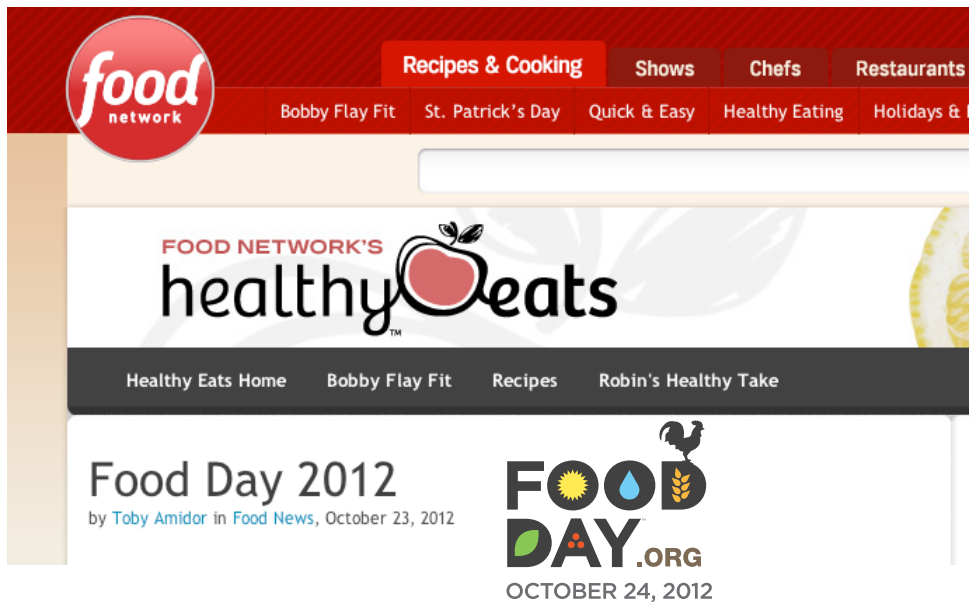 food
network
Recipes & Cooking Shows Chefs Restaurants
Bobby Flay Fit St. Patrick's Day Quick & Easy Healthy Eating Holidays &
FOOD NETWORK'S
healthy eats
TM
Healthy Eats Home Bobby Flay Fit Recipes Robin's Healthy Take
Food Day 2012
by Toby Amidor in Food News, October 23, 2012
FOOD
DAY.ORG
OCTOBER 24, 2012